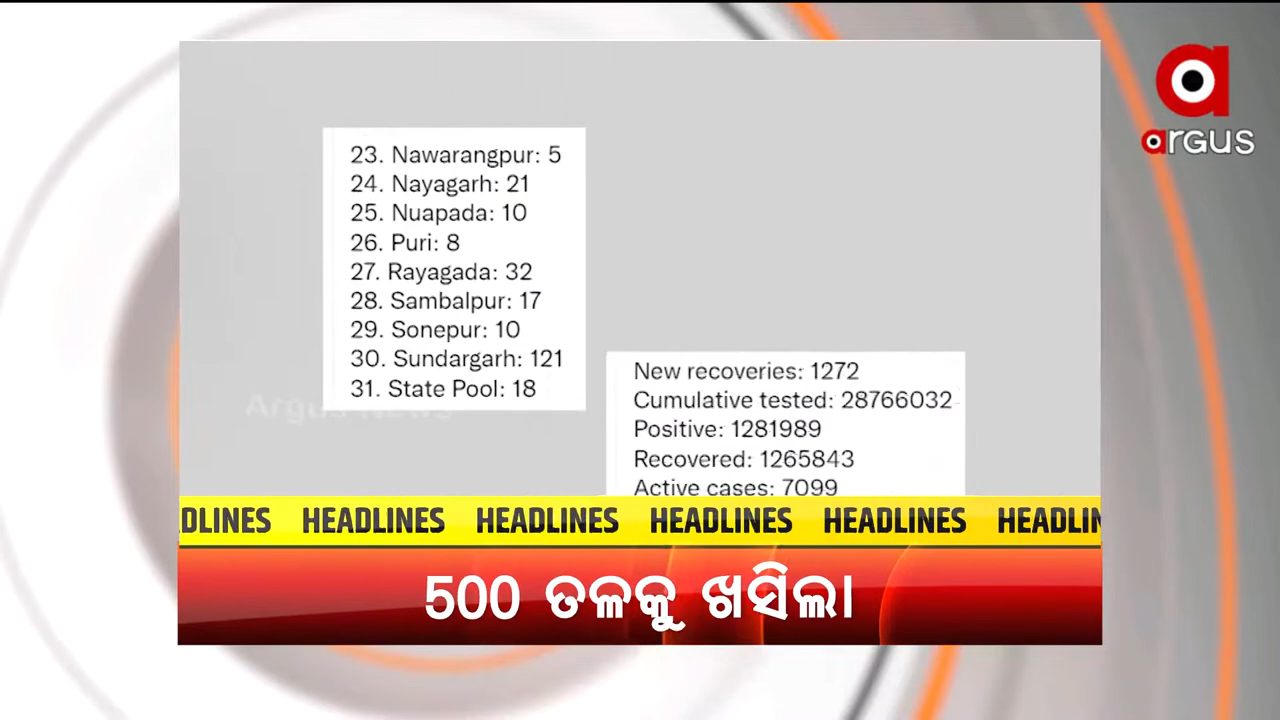 argus
23. Nawarangpur: 5
24. Nayagarh: 21
25. Nuapada: 10
26. Puri: 8
27. Rayagada: 32
28. Sambalpur: 17
29. Sonepur: 10
30. Sundargarh: 121
31. State Pool: 18
Argus News
New recoveries: 1272
Cumulative tested: 28766032
Positive: 1281989
Recovered: 1265843
Active cases: 7099
DLINES HEADLINES HEADLINES HEADLINES HEADLINES HEADLIN
500 ତଳକୁ ଖସିଲା